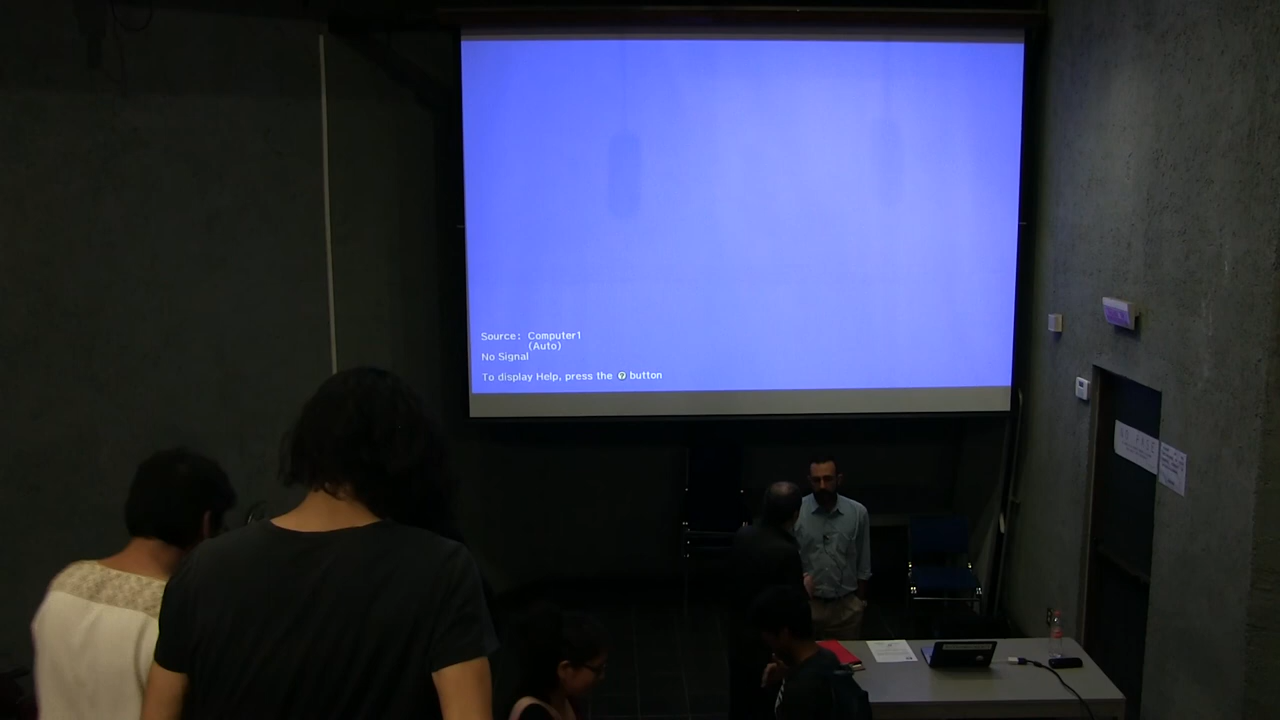 Source: Computer1
(Auto)
No Signal
To display Help, press the ? button